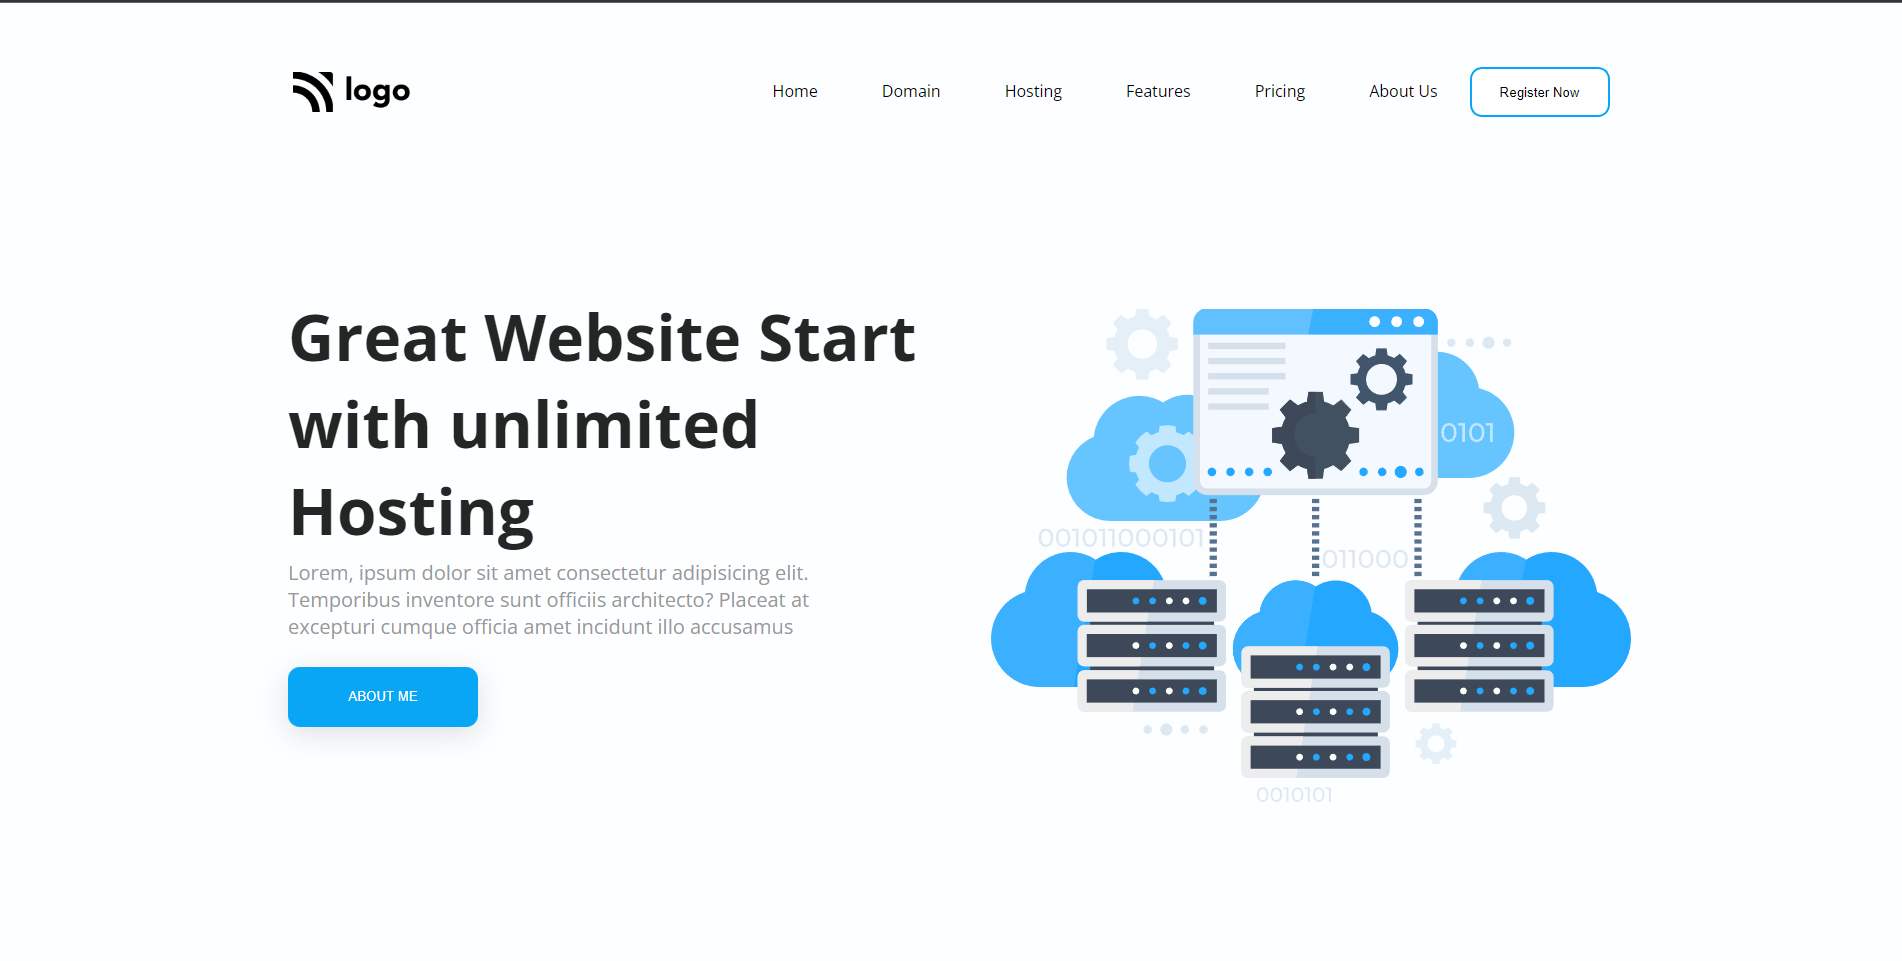 logo
Home Domain Hosting Features Pricing About Us Register Now
Great Website Start
with unlimited
Hosting
Lorem, ipsum dolor sit amet consectetur adipisicing elit.
Temporibus inventore sunt officiis architecto? Placeat at
excepturi cumque officia amet incidunt illo accusamus
ABOUT ME
0101
001011000101
011000
0010101